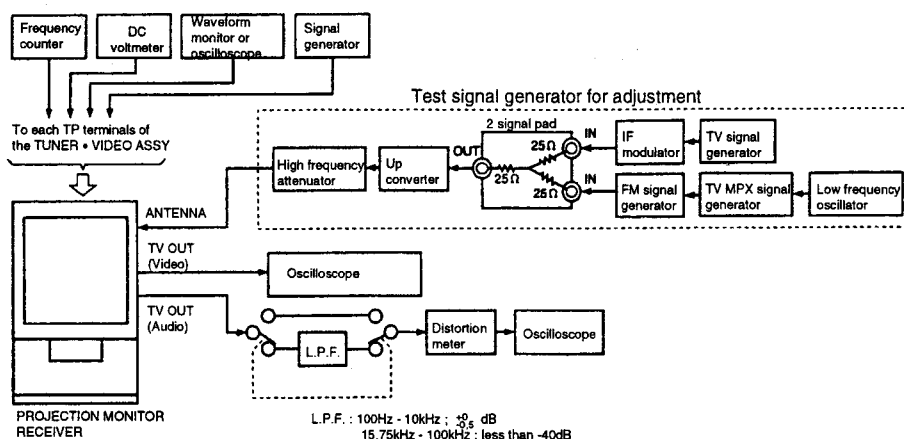 Frequency
counter
DC
voltmeter
Waveform
monitor or
oscilloscope
Signal
generator
To each TP terminals of
the TUNER • VIDEO ASSY
Test signal generator for adjustment
2 signal pad
OUT
IN
IN
25Ω
25Ω
25Ω
High frequency
attenuator
Up
converter
IF
modulator
TV signal
generator
FM signal
generator
TV MPX signal
generator
Low frequency
oscillator
ANTENNA
TV OUT
(Video)
Oscilloscope
TV OUT
(Audio)
L.P.F.
Distortion
meter
Oscilloscope
PROJECTION MONITOR
RECEIVER
L.P.F. : 100Hz - 10kHz ; +0 -0.5 dB
15.75kHz - 100kHz : less than -40dB